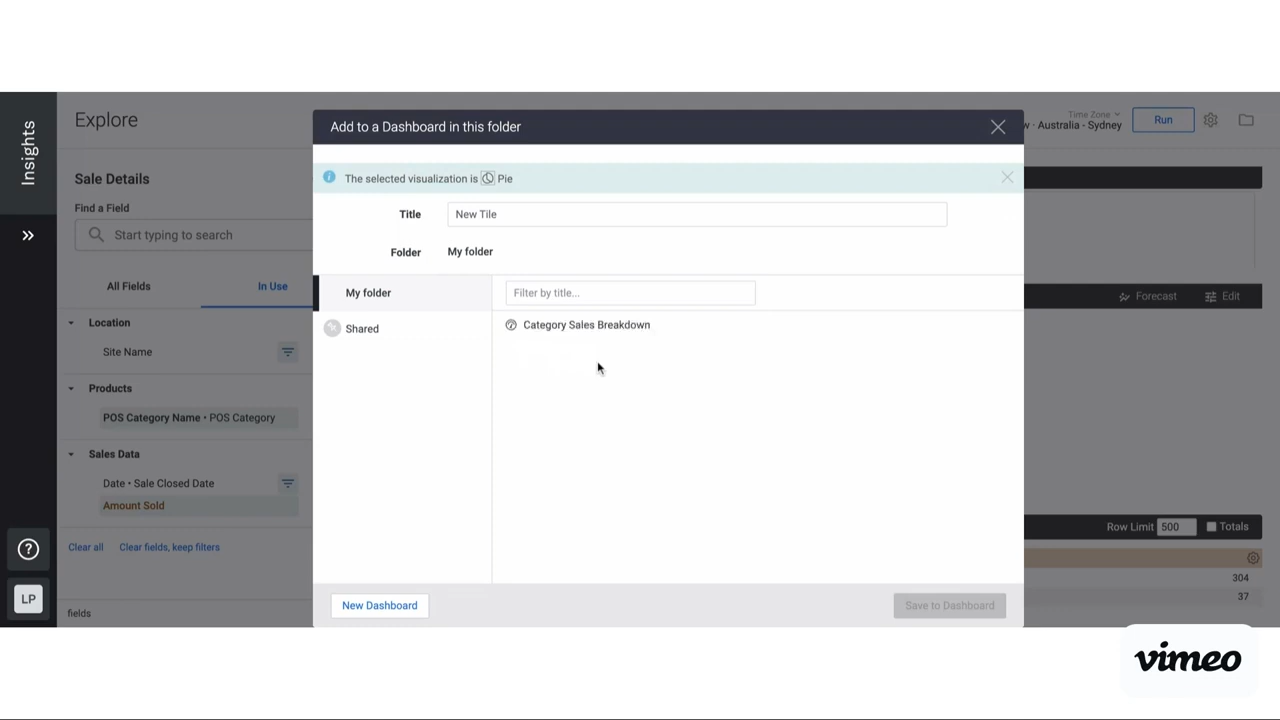 Insights
Explore
Time Zone
w · Australia - Sydney
Run
Sale Details
Find a Field
Start typing to search
All Fields
In Use
Location
Site Name
Products
POS Category Name • POS Category
Sales Data
Date • Sale Closed Date
Amount Sold
Clear all
Clear fields, keep filters
fields
LP
Add to a Dashboard in this folder
The selected visualization is Pie
Title
New Tile
Folder
My folder
My folder
Filter by title...
Shared
Category Sales Breakdown
New Dashboard
Save to Dashboard
Forecast
Edit
Row Limit 500
Totals
304
37
vimeo